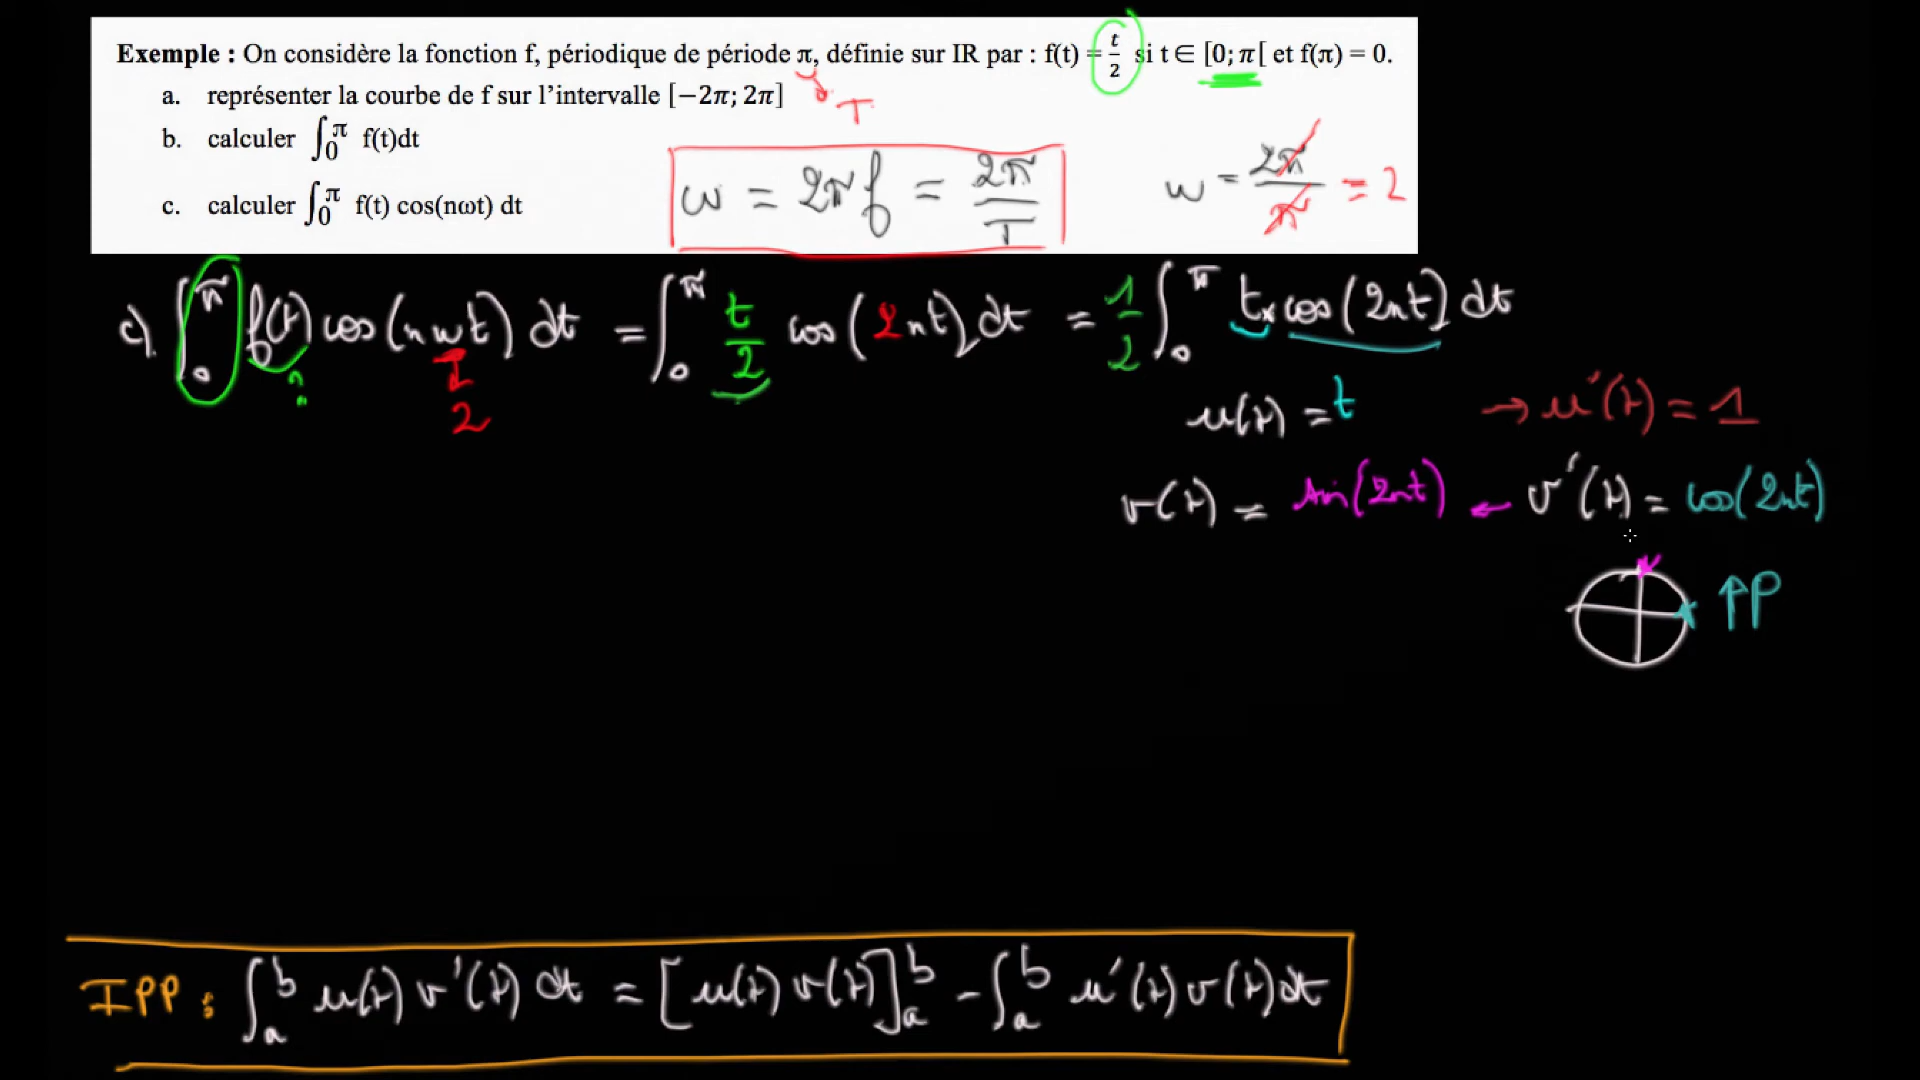 Exemple : On considère la fonction f, périodique de période π, définie sur IR par : f(t) = t/2 si t ∈ [0; π[ et f(π) = 0.
a. représenter la courbe de f sur l’intervalle [−2π; 2π]
T
b. calculer ∫₀^π f(t)dt
ω = 2πf = 2π/T
ω = 2π/π = 2
c. calculer ∫₀^π f(t) cos(nωt) dt
c). ∫₀^π f(t) cos(nωt) dt = ∫₀^π t/2 cos(2nt) dt = 1/2 ∫₀^π t × cos(2nt) dt
?
2
u(t) = t → u'(t) = 1
v(t) = sin(2nt) ← v'(t) = cos(2nt)
↑P
IPP : ∫ₐᵇ u(t) v'(t) dt = [u(t) v(t)]ₐᵇ - ∫ₐᵇ u'(t) v(t) dt